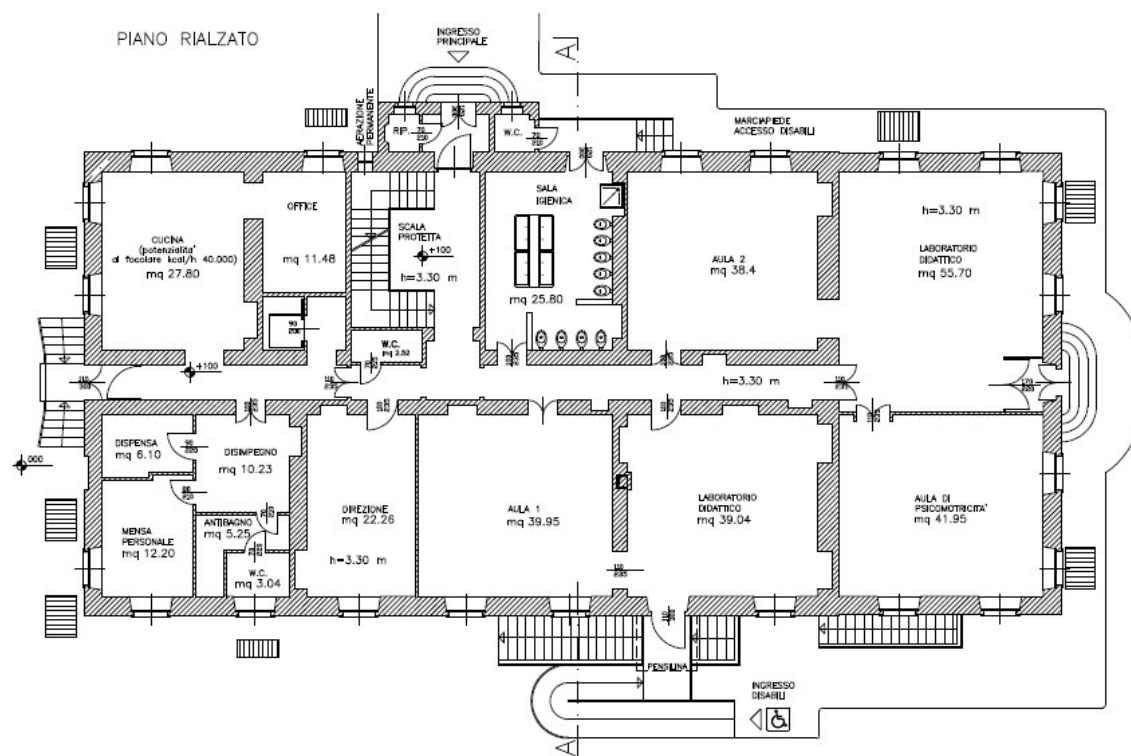 PIANO RIALZATO
INGRESSO
PRINCIPALE
A
AERAZIONE
PERMANENTE
RIP.
W.C.
MARCIAPIEDE
ACCESSO DISABILI
OFFICE
mq 11.48
CUCINA
(potenzialita'
al focolare kcal/h 40.000)
mq 27.80
SCALA
PROTETTA
+100
h=3.30 m
SALA
IGIENICA
mq 25.80
AULA 2
mq 38.4
h=3.30 m
LABORATORIO
DIDATTICO
mq 55.70
W.C.
mq 2.52
+100
h=3.30 m
000
DISPENSA
mq 6.10
DISIMPEGNO
mq 10.23
MENSA
PERSONALE
mq 12.20
ANTIBAGNO
mq 5.25
W.C.
mq 3.04
DIREZIONE
mq 22.26
h=3.30 m
AULA 1
mq 39.95
LABORATORIO
DIDATTICO
mq 39.04
AULA DI
PSICOMOTRICITA'
mq 41.95
PENSILINA
INGRESSO
DISABILI
A